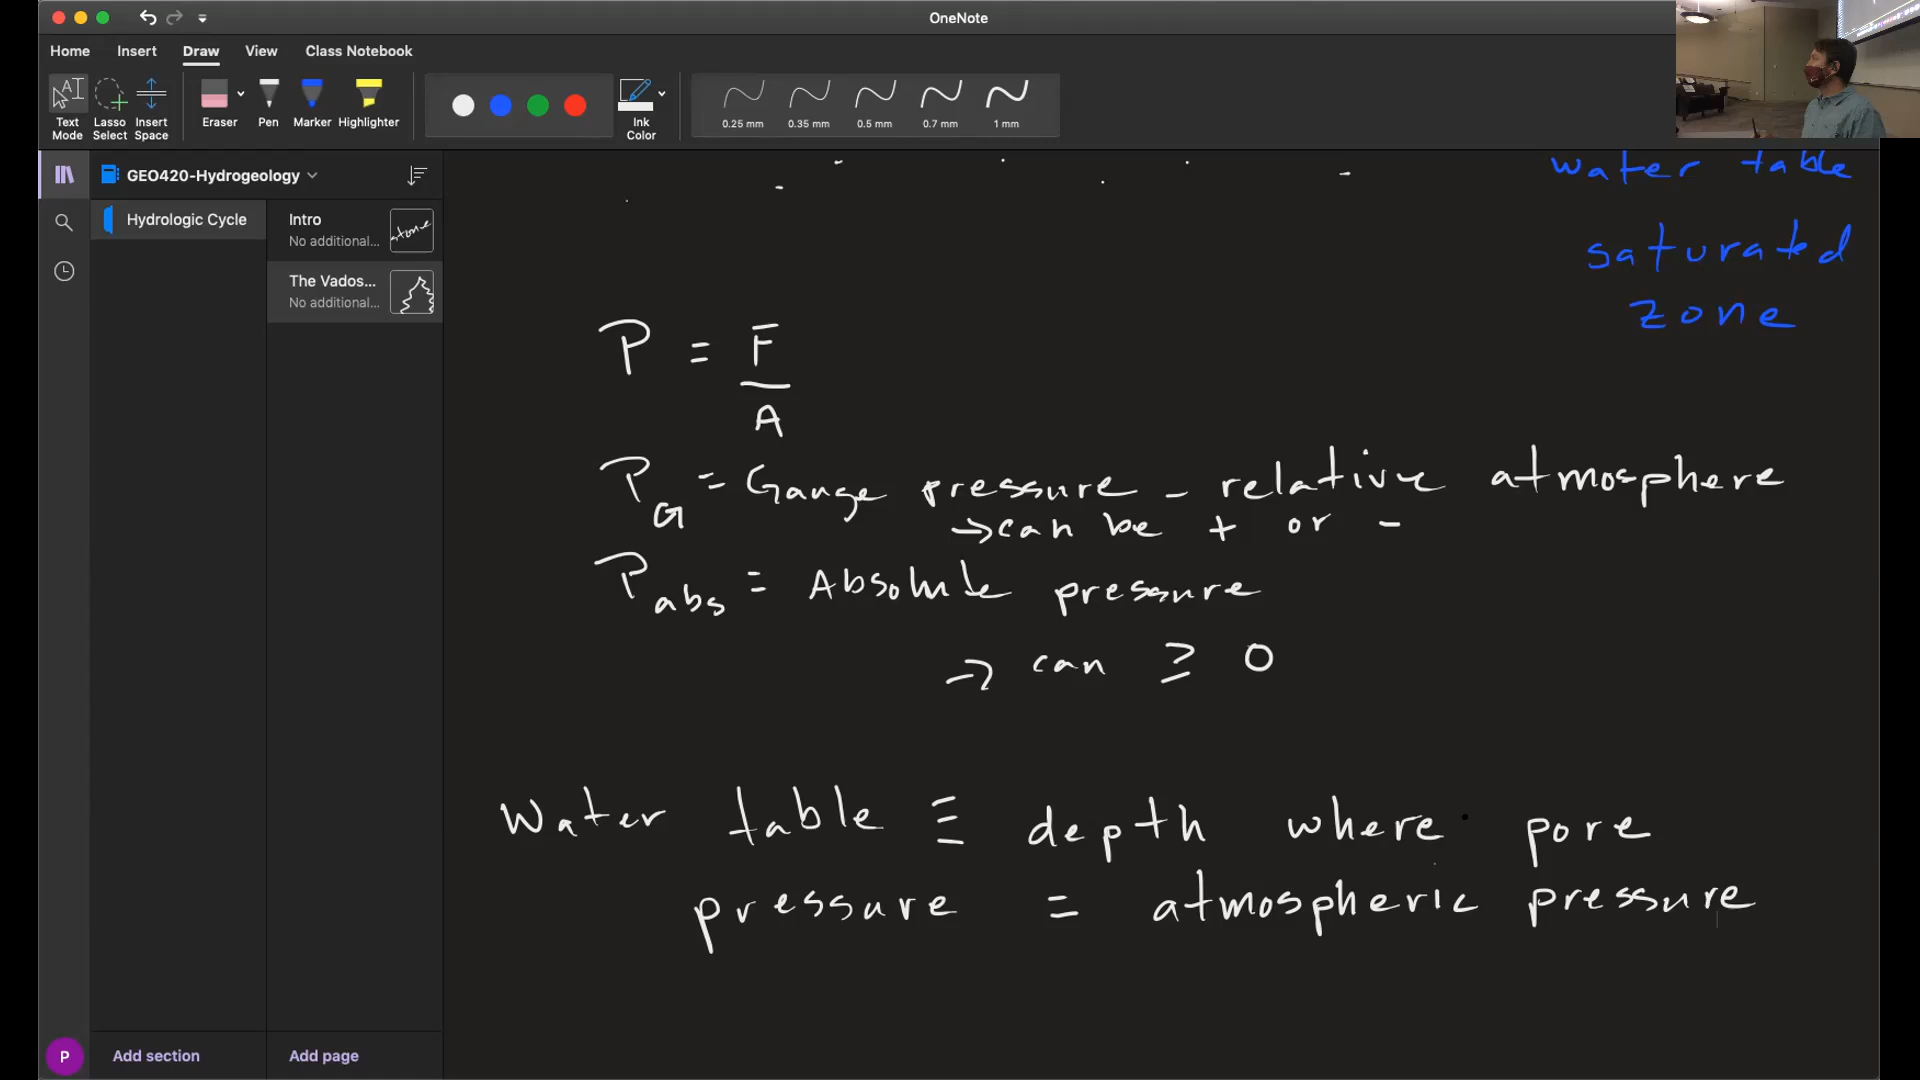 OneNote
Home Insert Draw View Class Notebook
Text Mode
Lasso Select
Insert Space
Eraser
Pen
Marker
Highlighter
Ink Color
0.25 mm 0.35 mm 0.5 mm 0.7 mm 1 mm
GEO420-Hydrogeology
Hydrologic Cycle
Intro
No additional...
The Vados...
No additional...
water table
saturated
zone
P = F
A
P_G = Gauge pressure - relative atmosphere
→ can be + or -
P_abs = Absolute pressure
→ can ≥ 0
Water table ≡ depth where pore
pressure = atmospheric pressure
P
Add section
Add page